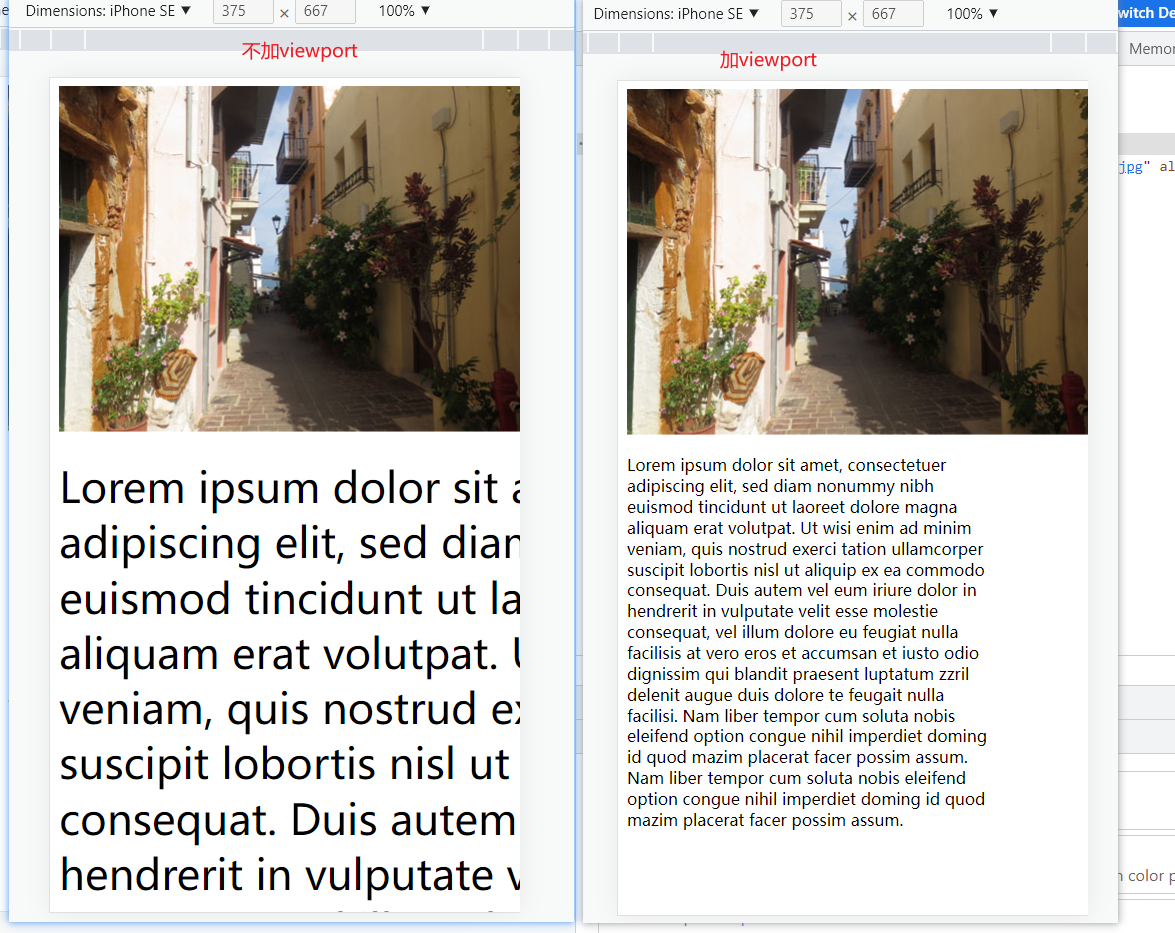 Dimensions: iPhone SE ▼ 375 × 667 100% ▼
不加viewport
Lorem ipsum dolor sit a
adipiscing elit, sed diam
euismod tincidunt ut la
aliquam erat volutpat. U
veniam, quis nostrud ex
suscipit lobortis nisl ut
consequat. Duis autem
hendrerit in vulputate v
Dimensions: iPhone SE ▼ 375 × 667 100% ▼
加viewport
Lorem ipsum dolor sit amet, consectetuer
adipiscing elit, sed diam nonummy nibh
euismod tincidunt ut laoreet dolore magna
aliquam erat volutpat. Ut wisi enim ad minim
veniam, quis nostrud exerci tation ullamcorper
suscipit lobortis nisl ut aliquip ex ea commodo
consequat. Duis autem vel eum iriure dolor in
hendrerit in vulputate velit esse molestie
consequat, vel illum dolore eu feugiat nulla
facilisis at vero eros et accumsan et iusto odio
dignissim qui blandit praesent luptatum zzril
delenit augue duis dolore te feugait nulla
facilisi. Nam liber tempor cum soluta nobis
eleifend option congue nihil imperdiet doming
id quod mazim placerat facer possim assum.
Nam liber tempor cum soluta nobis eleifend
option congue nihil imperdiet doming id quod
mazim placerat facer possim assum.
witch De
Memor
jpg" al
n color p